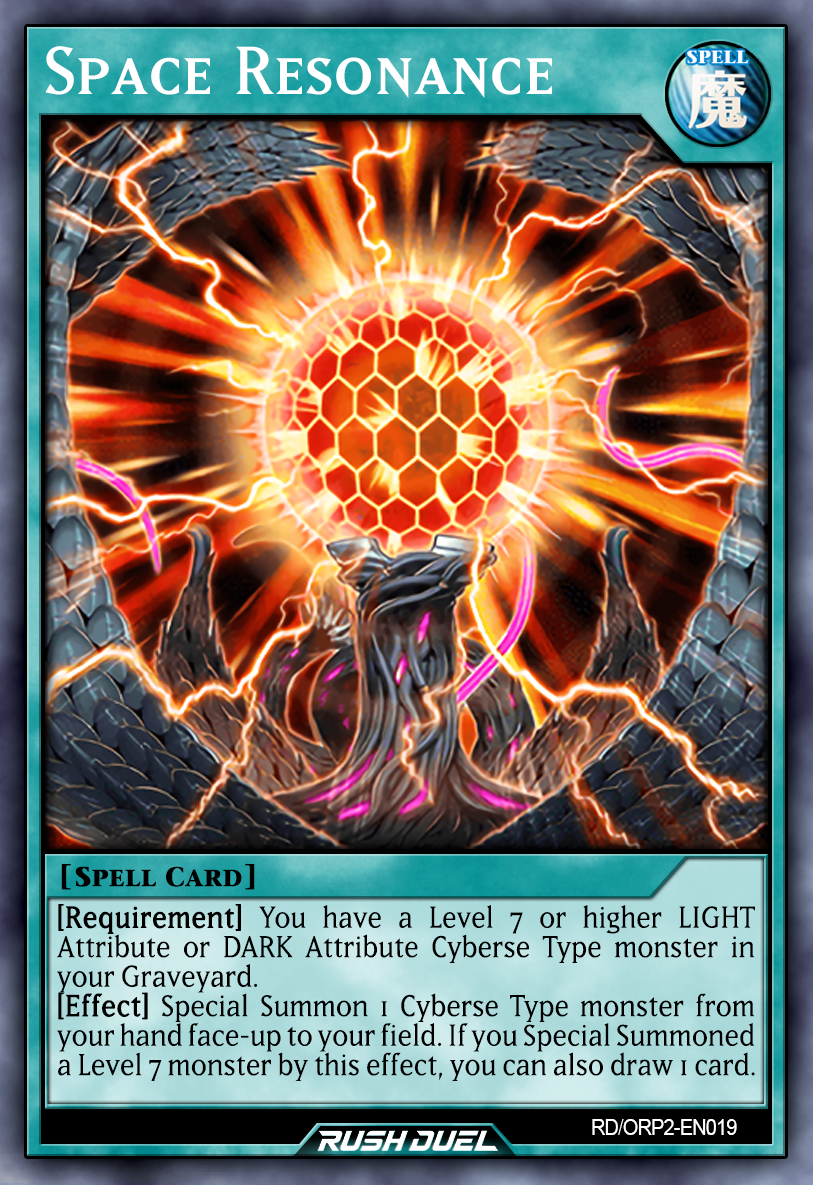 Space Resonance
SPELL
魔
[Spell Card]
[Requirement] You have a Level 7 or higher LIGHT
Attribute or DARK Attribute Cyberse Type monster in
your Graveyard.
[Effect] Special Summon 1 Cyberse Type monster from
your hand face-up to your field. If you Special Summoned
a Level 7 monster by this effect, you can also draw 1 card.
RD/ORP2-EN019
RUSH DUEL